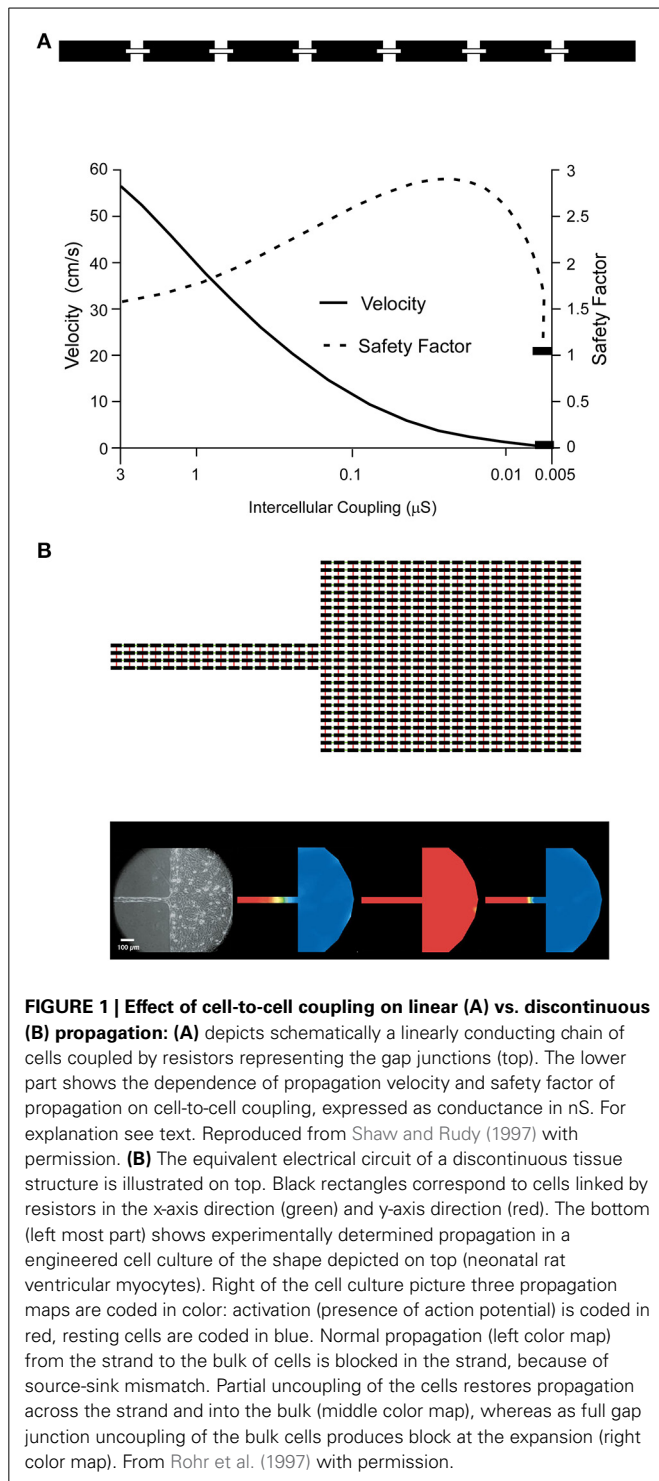 A
60
50
40
30
20
10
0
Velocity (cm/s)
3
2.5
2
1.5
1
0.5
0
Safety Factor
Velocity
Safety Factor
3
1
0.1
0.01
0.005
Intercellular Coupling (μS)
B
100 μm
FIGURE 1 | Effect of cell-to-cell coupling on linear (A) vs. discontinuous
(B) propagation: (A) depicts schematically a linearly conducting chain of
cells coupled by resistors representing the gap junctions (top). The lower
part shows the dependence of propagation velocity and safety factor of
propagation on cell-to-cell coupling, expressed as conductance in nS. For
explanation see text. Reproduced from Shaw and Rudy (1997) with
permission. (B) The equivalent electrical circuit of a discontinuous tissue
structure is illustrated on top. Black rectangles correspond to cells linked by
resistors in the x-axis direction (green) and y-axis direction (red). The bottom
(left most part) shows experimentally determined propagation in a
engineered cell culture of the shape depicted on top (neonatal rat
ventricular myocytes). Right of the cell culture picture three propagation
maps are coded in color: activation (presence of action potential) is coded in
red, resting cells are coded in blue. Normal propagation (left color map)
from the strand to the bulk of cells is blocked in the strand, because of
source-sink mismatch. Partial uncoupling of the cells restores propagation
across the strand and into the bulk (middle color map), whereas as full gap
junction uncoupling of the bulk cells produces block at the expansion (right
color map). From Rohr et al. (1997) with permission.